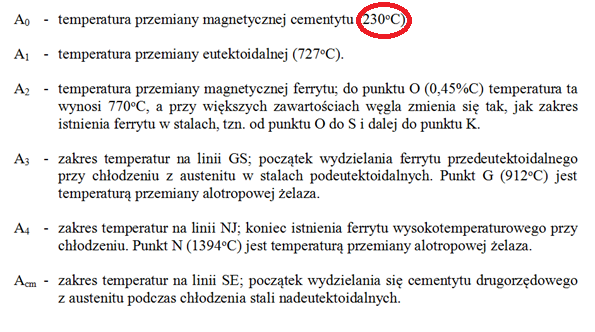 A0 - temperatura przemiany magnetycznej cementytu (230°C)
A1 - temperatura przemiany eutektoidalnej (727°C).
A2 - temperatura przemiany magnetycznej ferrytu; do punktu O (0,45%C) temperatura ta
wynosi 770°C, a przy większych zawartościach węgla zmienia się tak, jak zakres
istnienia ferrytu w stalach, tzn. od punktu O do S i dalej do punktu K.
A3 - zakres temperatur na linii GS; początek wydzielania ferrytu przedeutektoidalnego
przy chłodzeniu z austenitu w stalach podeutektoidalnych. Punkt G (912°C) jest
temperaturą przemiany alotropowej żelaza.
A4 - zakres temperatur na linii NJ; koniec istnienia ferrytu wysokotemperaturowego przy
chłodzeniu. Punkt N (1394°C) jest temperaturą przemiany alotropowej żelaza.
Acm - zakres temperatur na linii SE; początek wydzielania się cementytu drugorzędowego
z austenitu podczas chłodzenia stali nadeutektoidalnych.